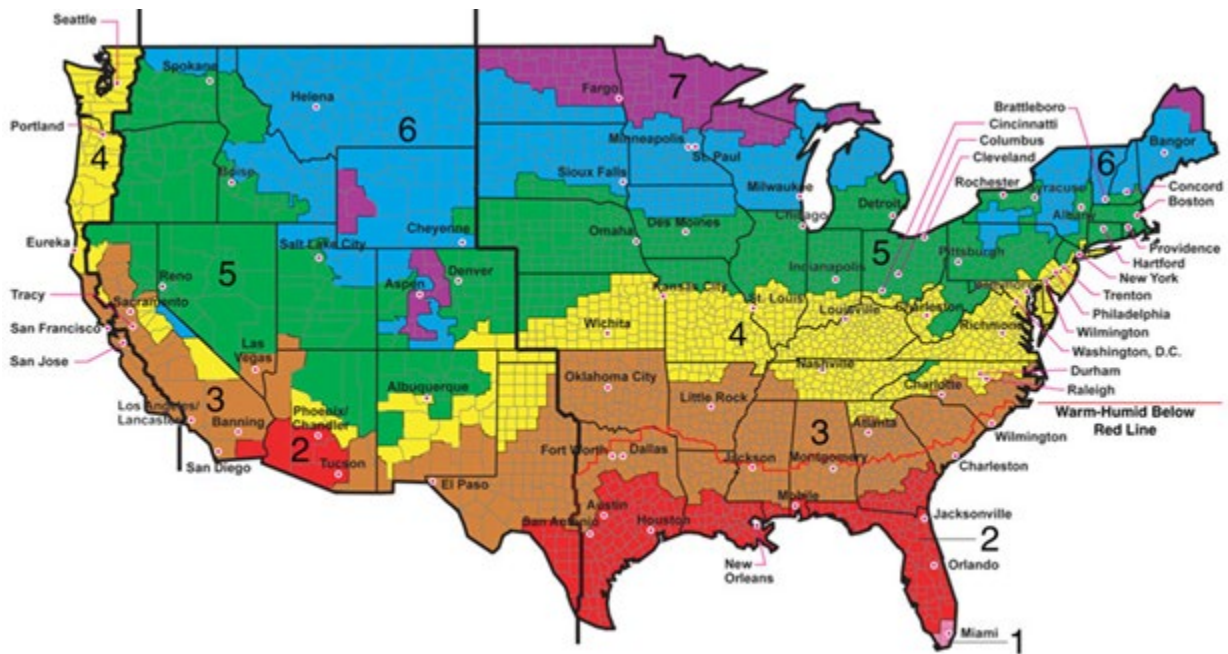 Seattle
Spokane
Helena
Fargo
7
6
Portland
4
Minneapolis
St. Paul
Brattleboro
Cincinnatti
Columbus
Cleveland
Rochester
Syracuse
6
Bangor
Boise
Sioux Falls
Milwaukee
Detroit
Albany
Concord
Boston
Eureka
Cheyenne
Des Moines
Chicago
Omaha
Salt Lake City
5
Reno
Denver
Aspen
Indianapolis
5
Pittsburgh
Providence
Hartford
New York
Tracy
Sacramento
Kansas City
St. Louis
Louisville
Charleston
Trenton
Philadelphia
San Francisco
Wichita
4
Richmond
Wilmington
San Jose
Las
Vegas
Washington, D.C.
Nashville
Durham
Albuquerque
Oklahoma City
Charlotte
Raleigh
3
Little Rock
Los Angeles/
Lancaster
Banning
Phoenix/
Chandler
2
3
Atlanta
Warm-Humid Below
Red Line
Wilmington
San Diego
Tucson
Fort Worth
Dallas
Jackson
Montgomery
Charleston
El Paso
Austin
Mobile
San Antonio
Houston
Jacksonville
2
New
Orleans
Orlando
Miami
1